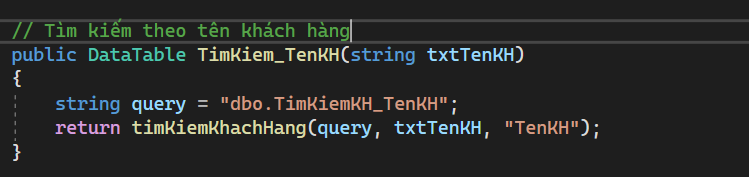 // Tìm kiếm theo tên khách hàng
public DataTable TimKiem_TenKH(string txtTenKH)
{
    string query = "dbo.TimKiemKH_TenKH";
    return timKiemKhachHang(query, txtTenKH, "TenKH");
}